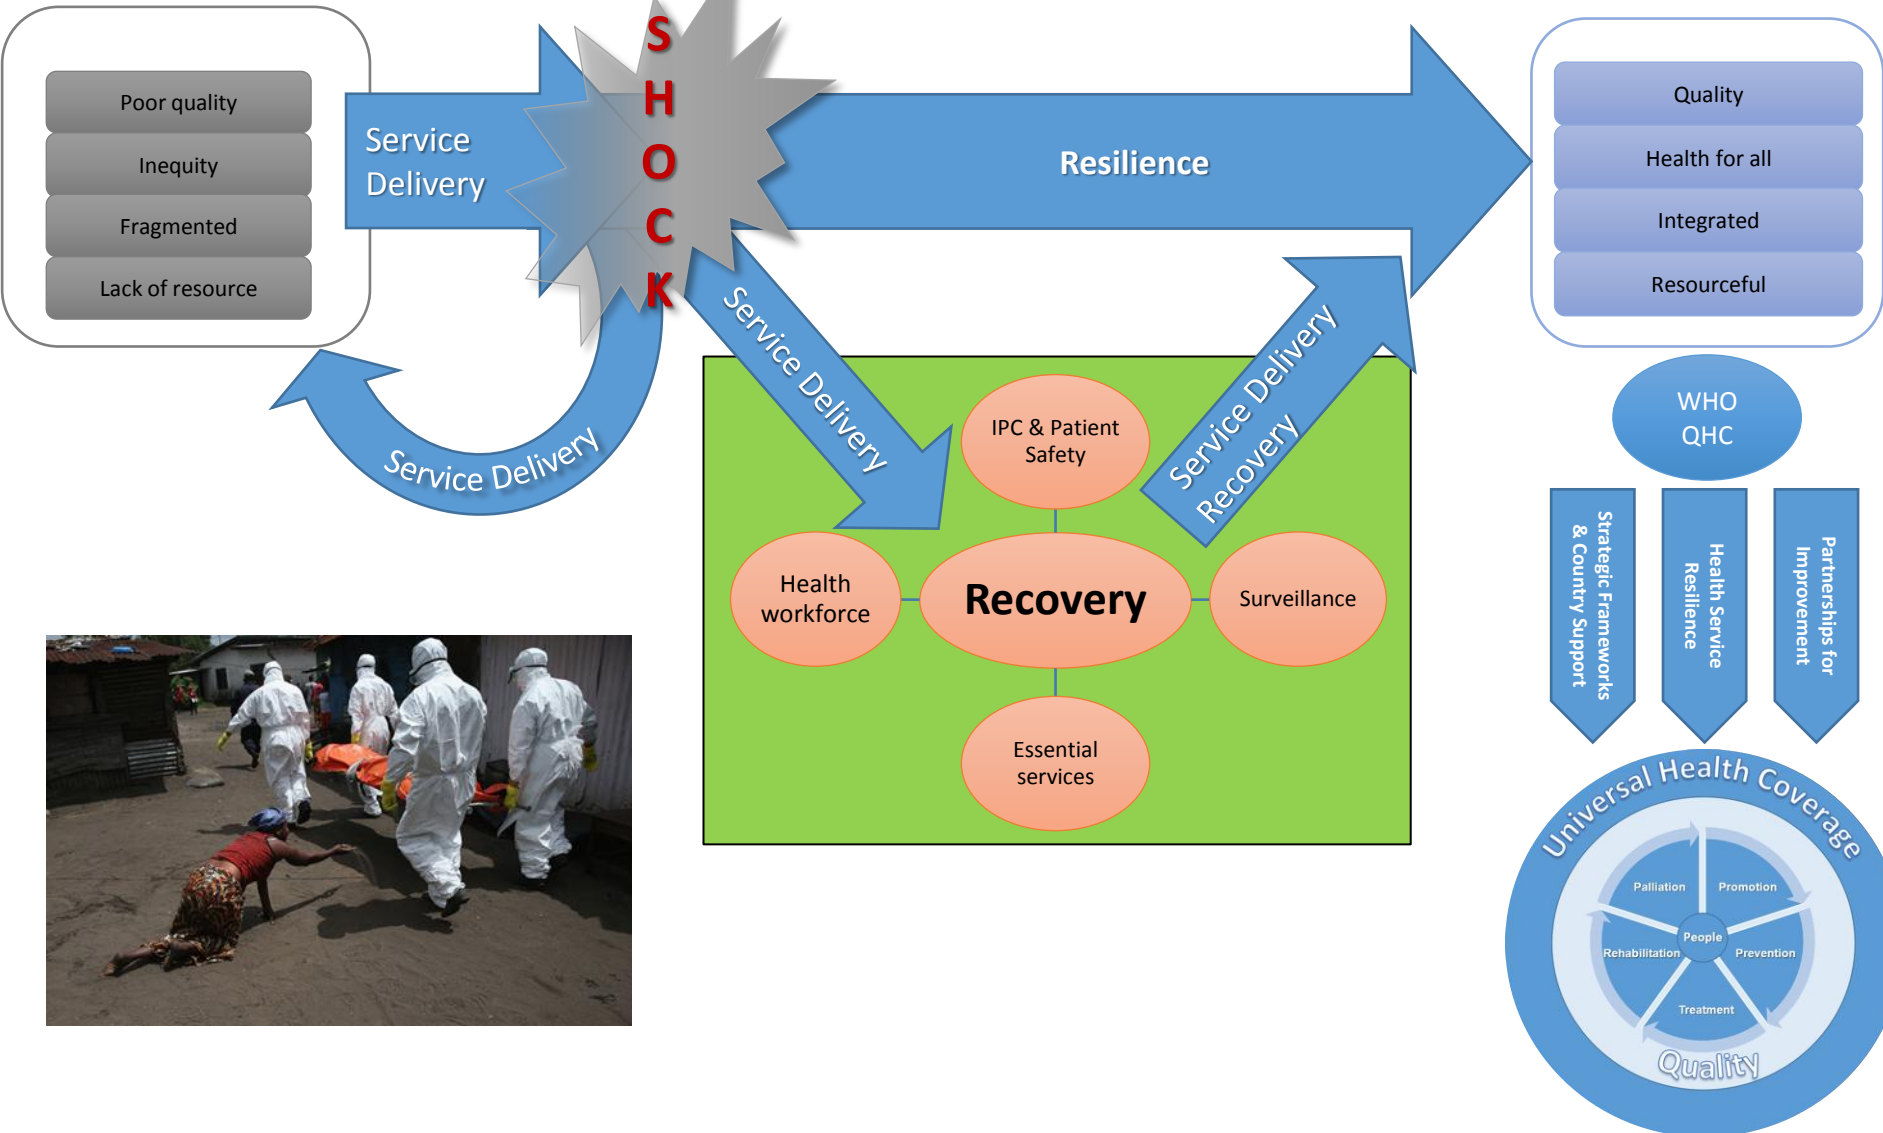 Poor quality
Inequity
Fragmented
Lack of resource
Service
Delivery
S
H
O
C
K
Resilience
Quality
Health for all
Integrated
Resourceful
Service Delivery
Service Delivery
Service Delivery
Recovery
IPC & Patient
Safety
Health
workforce
Recovery
Surveillance
Essential
services
WHO
QHC
Strategic Frameworks
& Country Support
Health Service
Resilience
Partnerships for
Improvement
Universal Health Coverage
Palliation
Promotion
People
Rehabilitation
Prevention
Treatment
Quality